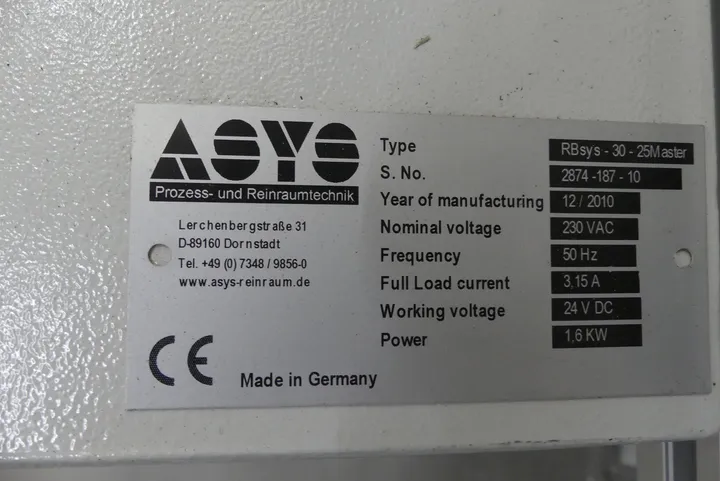 ASYS
Prozess- und Reinraumtechnik
Lerchenbergstraße 31
D-89160 Dornstadt
Tel. +49 (0) 7348 / 9856-0
www.asys-reinraum.de
CE
Made in Germany
Type RBsys - 30 - 25Master
S. No. 2874 -187 - 10
Year of manufacturing 12 / 2010
Nominal voltage 230 VAC
Frequency 50 Hz
Full Load current 3,15 A
Working voltage 24 V DC
Power 1,6 KW